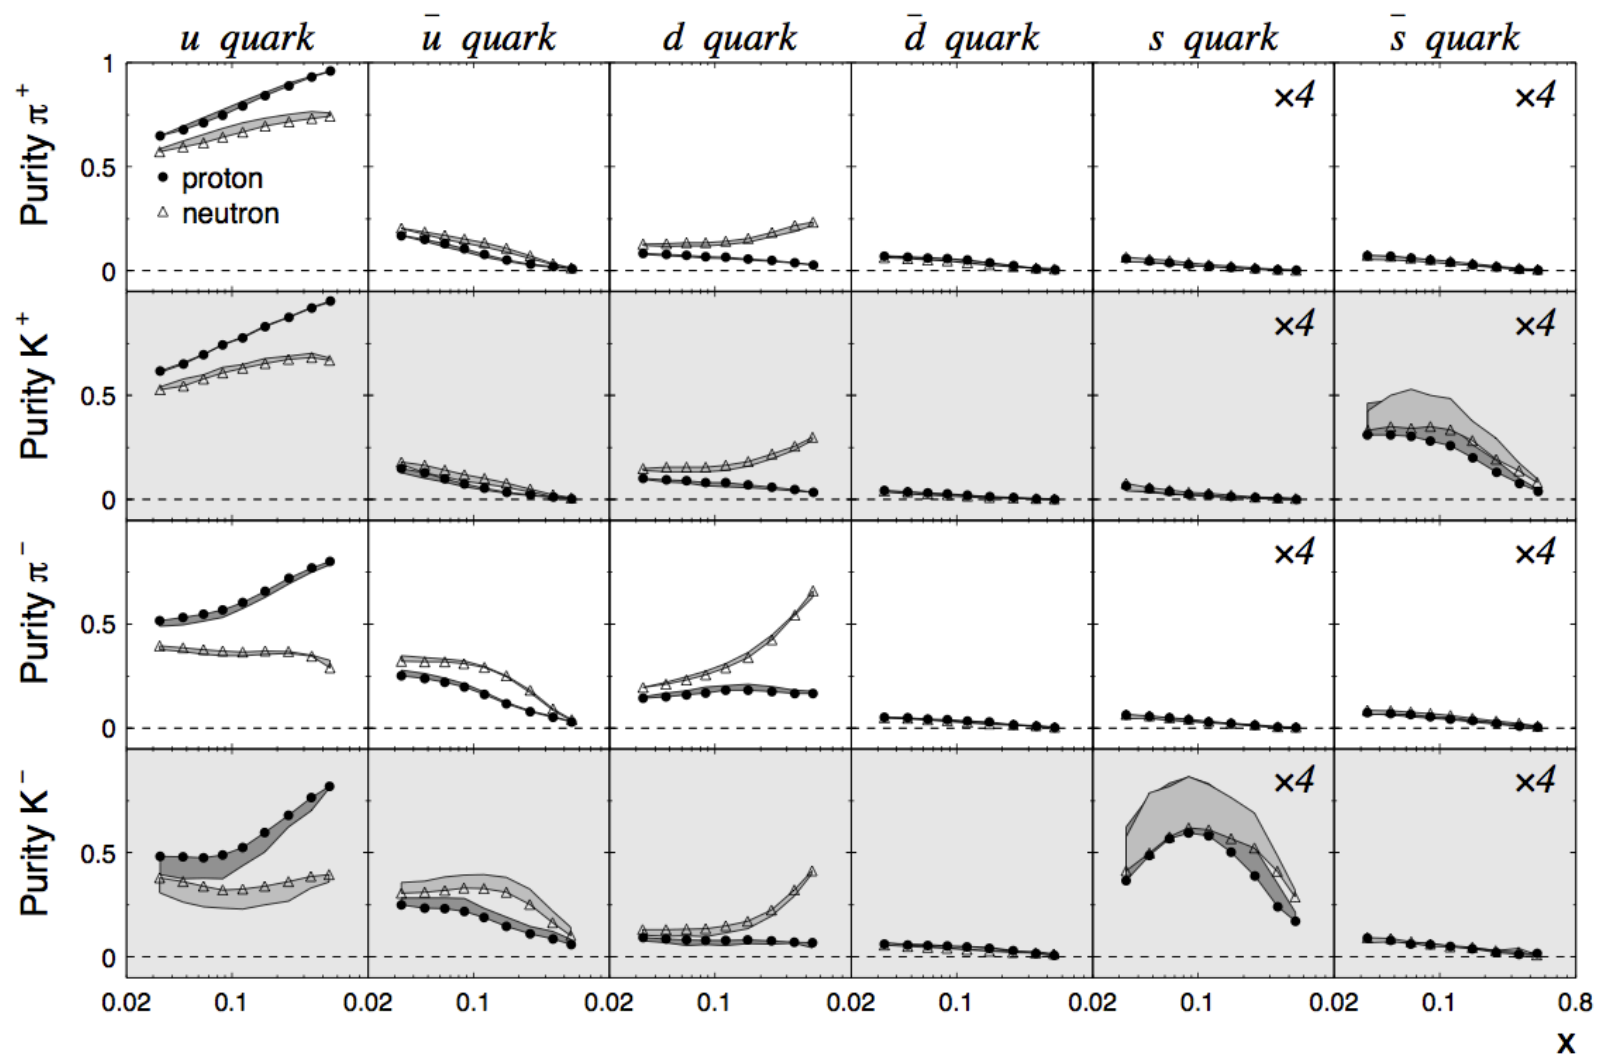 u quark ū quark d quark d̄ quark s quark s̄ quark
Purity π⁺ 1 0.5 0 proton neutron ×4 ×4
Purity K⁺ 0.5 0 ×4 ×4
Purity π⁻ 0.5 0 ×4 ×4
Purity K⁻ 0.5 0 ×4 ×4
0.02 0.1 0.02 0.1 0.02 0.1 0.02 0.1 0.02 0.1 0.02 0.1 0.8
x